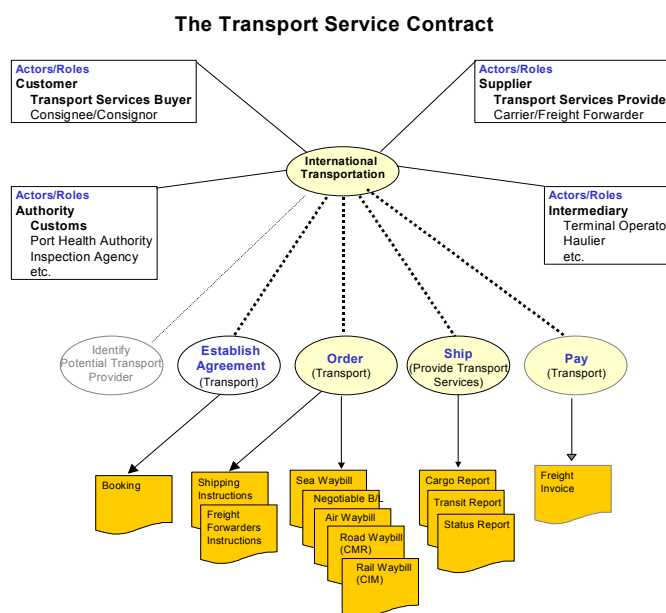 The Transport Service Contract
Actors/Roles
Customer
Transport Services Buyer
Consignee/Consignor
Actors/Roles
Supplier
Transport Services Provide
Carrier/Freight Forwarder
International
Transportation
Actors/Roles
Authority
Customs
Port Health Authority
Inspection Agency
etc.
Actors/Roles
Intermediary
Terminal Operato
Haulier
etc.
Identify
Potential Transport
Provider
Establish
Agreement
(Transport)
Order
(Transport)
Ship
(Provide Transport
Services)
Pay
(Transport)
Booking
Shipping
Instructions
Freight
Forwarders
Instructions
Sea Waybill
Negotiable B/L
Air Waybill
Road Waybill
(CMR)
Rail Waybill
(CIM)
Cargo Report
Transit Report
Status Report
Freight
Invoice